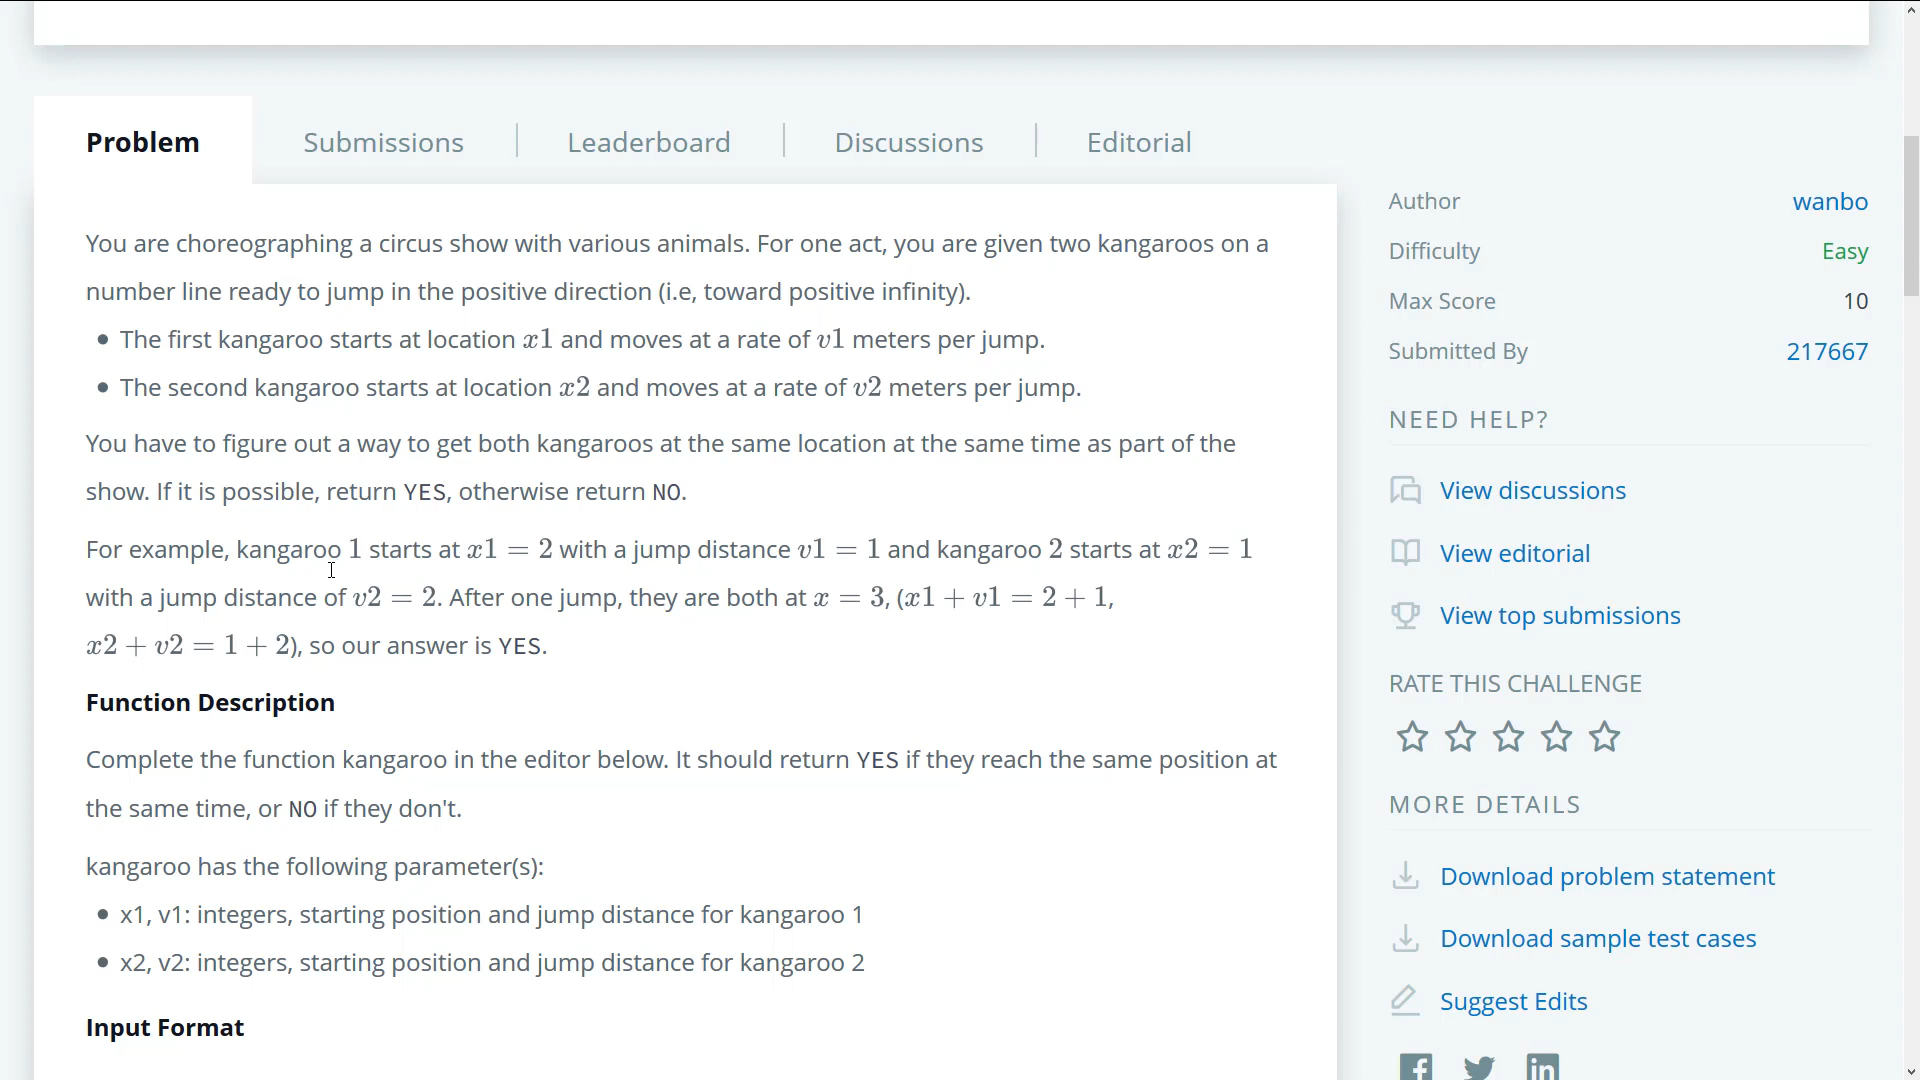 Problem
Submissions
Leaderboard
Discussions
Editorial
You are choreographing a circus show with various animals. For one act, you are given two kangaroos on a
number line ready to jump in the positive direction (i.e, toward positive infinity).
• The first kangaroo starts at location x1 and moves at a rate of v1 meters per jump.
• The second kangaroo starts at location x2 and moves at a rate of v2 meters per jump.
You have to figure out a way to get both kangaroos at the same location at the same time as part of the
show. If it is possible, return YES, otherwise return NO.
For example, kangaroo 1 starts at x1 = 2 with a jump distance v1 = 1 and kangaroo 2 starts at x2 = 1
with a jump distance of v2 = 2. After one jump, they are both at x = 3, (x1 + v1 = 2 + 1,
x2 + v2 = 1 + 2), so our answer is YES.
Function Description
Complete the function kangaroo in the editor below. It should return YES if they reach the same position at
the same time, or NO if they don't.
kangaroo has the following parameter(s):
• x1, v1: integers, starting position and jump distance for kangaroo 1
• x2, v2: integers, starting position and jump distance for kangaroo 2
Input Format
Author wanbo
Difficulty Easy
Max Score 10
Submitted By 217667
NEED HELP?
View discussions
View editorial
View top submissions
RATE THIS CHALLENGE
MORE DETAILS
Download problem statement
Download sample test cases
Suggest Edits